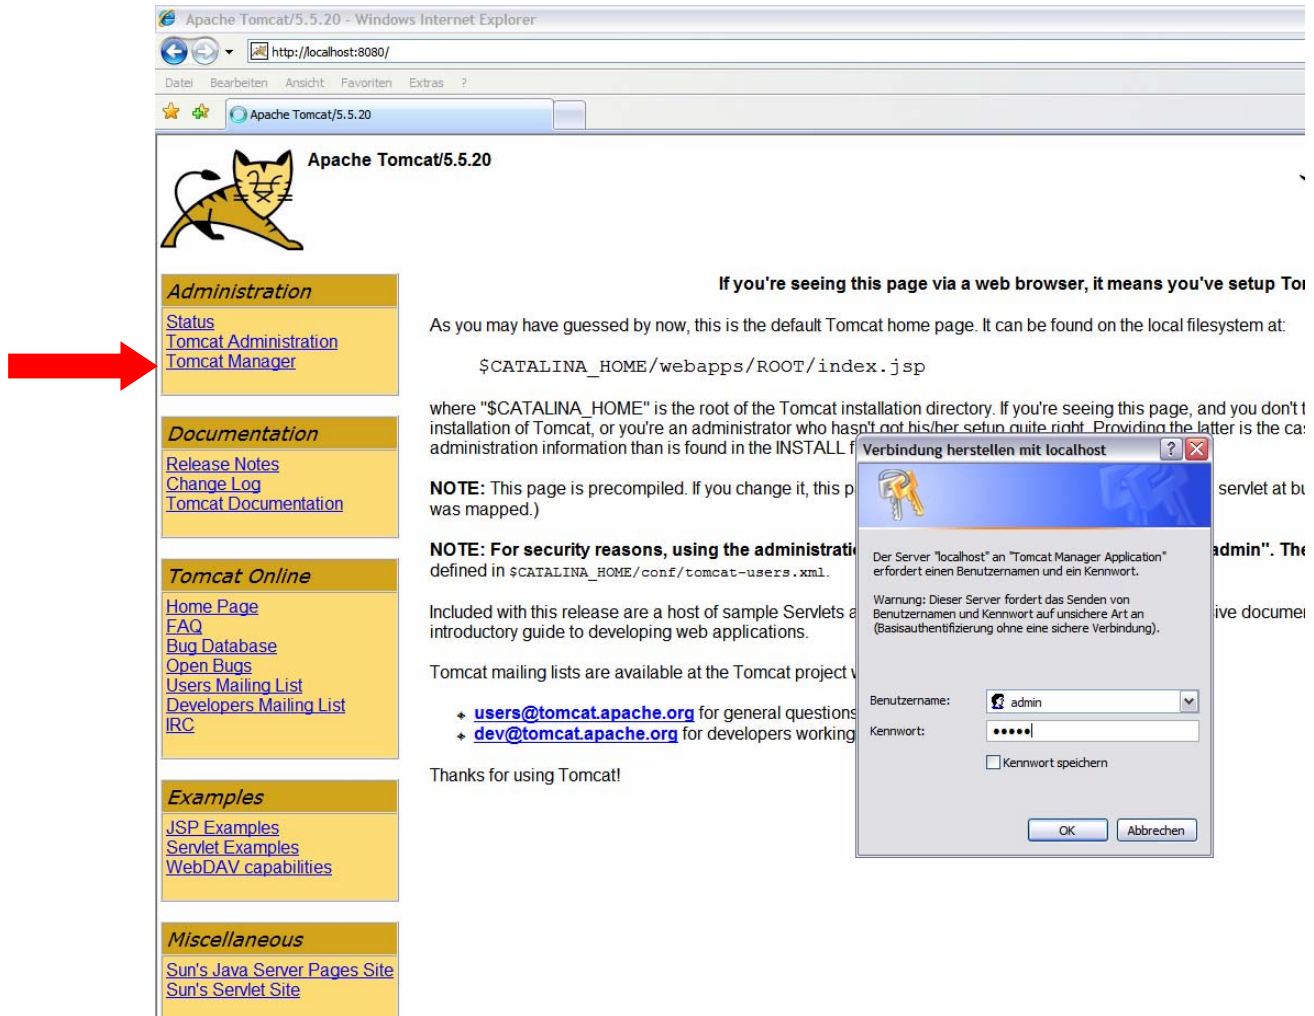 Apache Tomcat/5.5.20 - Windows Internet Explorer
http://localhost:8080/
Datei Bearbeiten Ansicht Favoriten Extras ?
Apache Tomcat/5.5.20
Apache Tomcat/5.5.20
Administration
Status
Tomcat Administration
Tomcat Manager
Documentation
Release Notes
Change Log
Tomcat Documentation
Tomcat Online
Home Page
FAQ
Bug Database
Open Bugs
Users Mailing List
Developers Mailing List
IRC
Examples
JSP Examples
Servlet Examples
WebDAV capabilities
Miscellaneous
Sun's Java Server Pages Site
Sun's Servlet Site
If you're seeing this page via a web browser, it means you've setup To
As you may have guessed by now, this is the default Tomcat home page. It can be found on the local filesystem at:
$CATALINA_HOME/webapps/ROOT/index.jsp
where "$CATALINA_HOME" is the root of the Tomcat installation directory. If you're seeing this page, and you don't t
installation of Tomcat, or you're an administrator who hasn't got his/her setup quite right. Providing the latter is the cas
administration information than is found in the INSTALL f
NOTE: This page is precompiled. If you change it, this p servlet at bu
was mapped.)
NOTE: For security reasons, using the administratio admin". The
defined in $CATALINA_HOME/conf/tomcat-users.xml.
Included with this release are a host of sample Servlets a ive documen
introductory guide to developing web applications.
Tomcat mailing lists are available at the Tomcat project w
users@tomcat.apache.org for general questions
dev@tomcat.apache.org for developers working
Thanks for using Tomcat!
Verbindung herstellen mit localhost
Der Server "localhost" an "Tomcat Manager Application"
erfordert einen Benutzernamen und ein Kennwort.
Warnung: Dieser Server fordert das Senden von
Benutzernamen und Kennwort auf unsichere Art an
(Basisauthentifizierung ohne eine sichere Verbindung).
Benutzername: admin
Kennwort: •••••
Kennwort speichern
OK Abbrechen